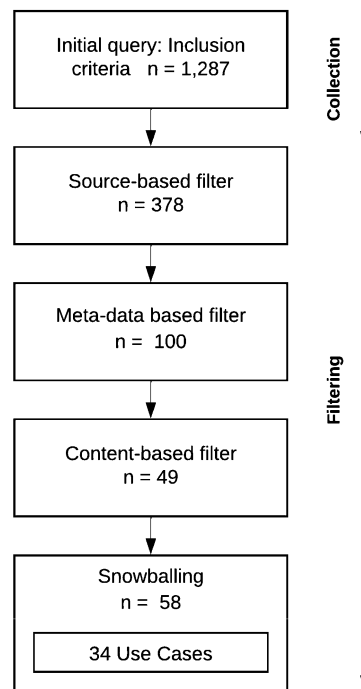 Initial query: Inclusion
criteria n = 1,287
Collection
Source-based filter
n = 378
Meta-data based filter
n = 100
Filtering
Content-based filter
n = 49
Snowballing
n = 58
34 Use Cases